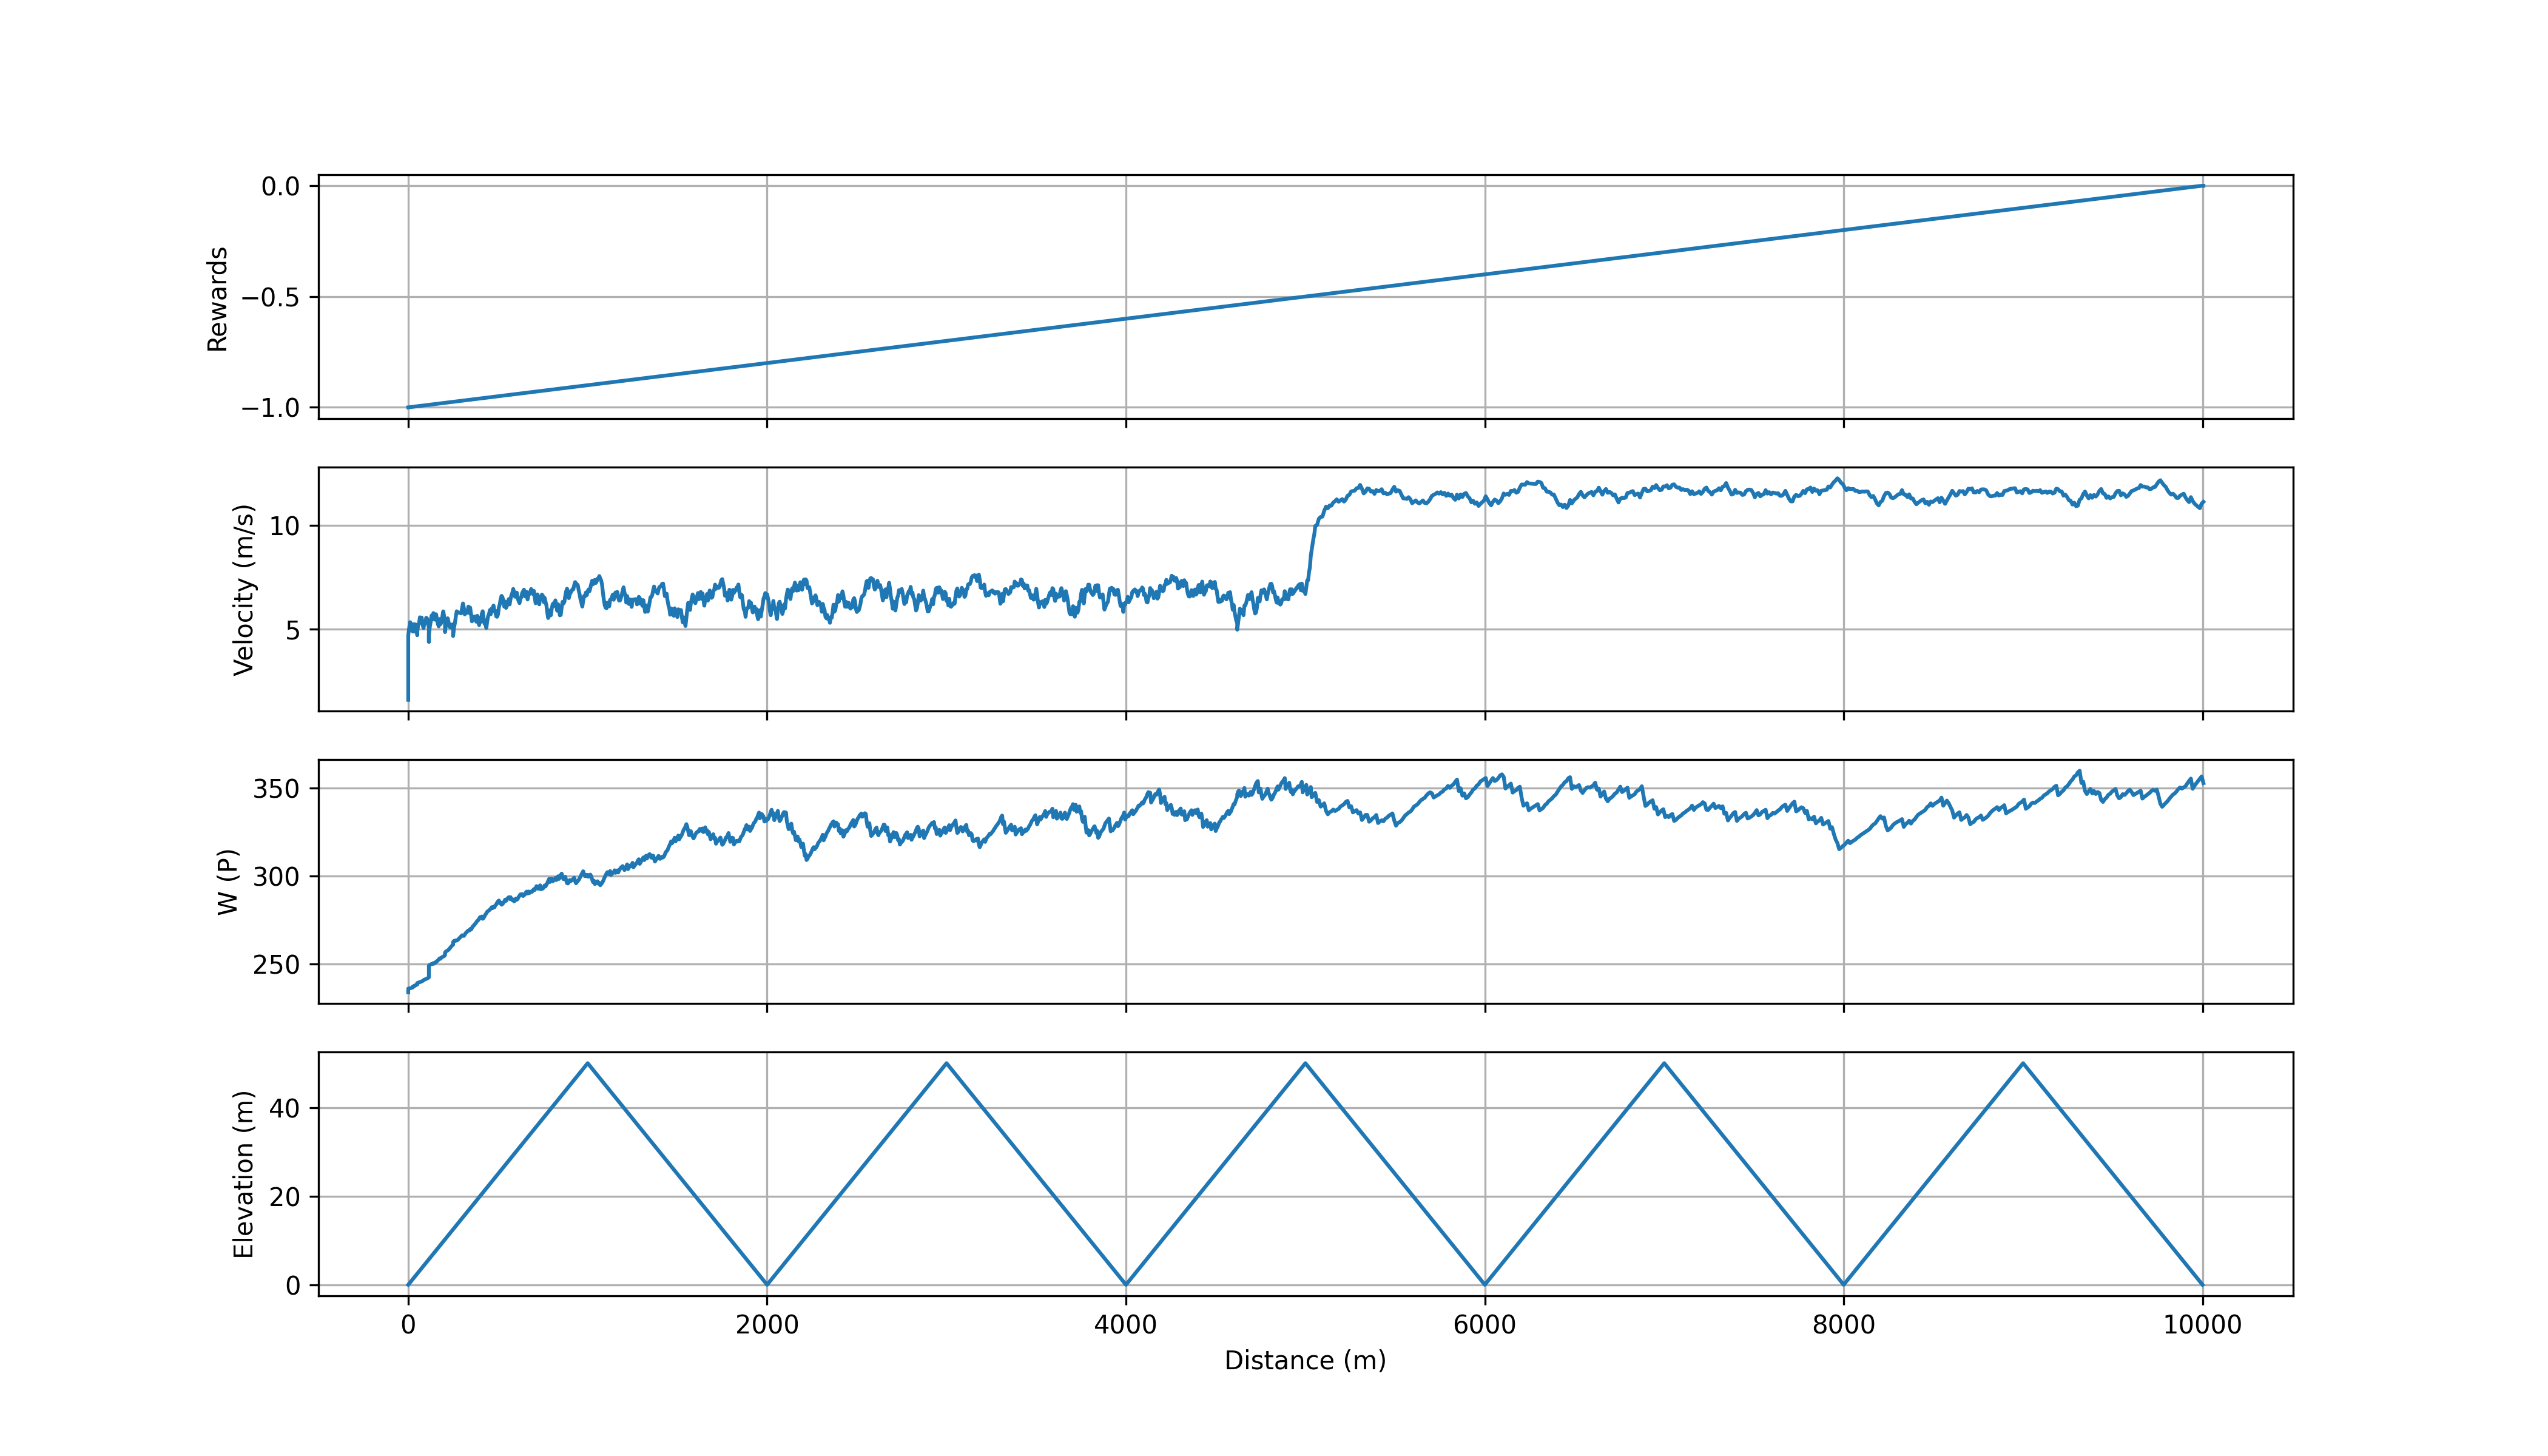 Rewards
0.0
−0.5
−1.0
Velocity (m/s)
10
5
W (P)
350
300
250
Elevation (m)
40
20
0
0 2000 4000 6000 8000 10000
Distance (m)